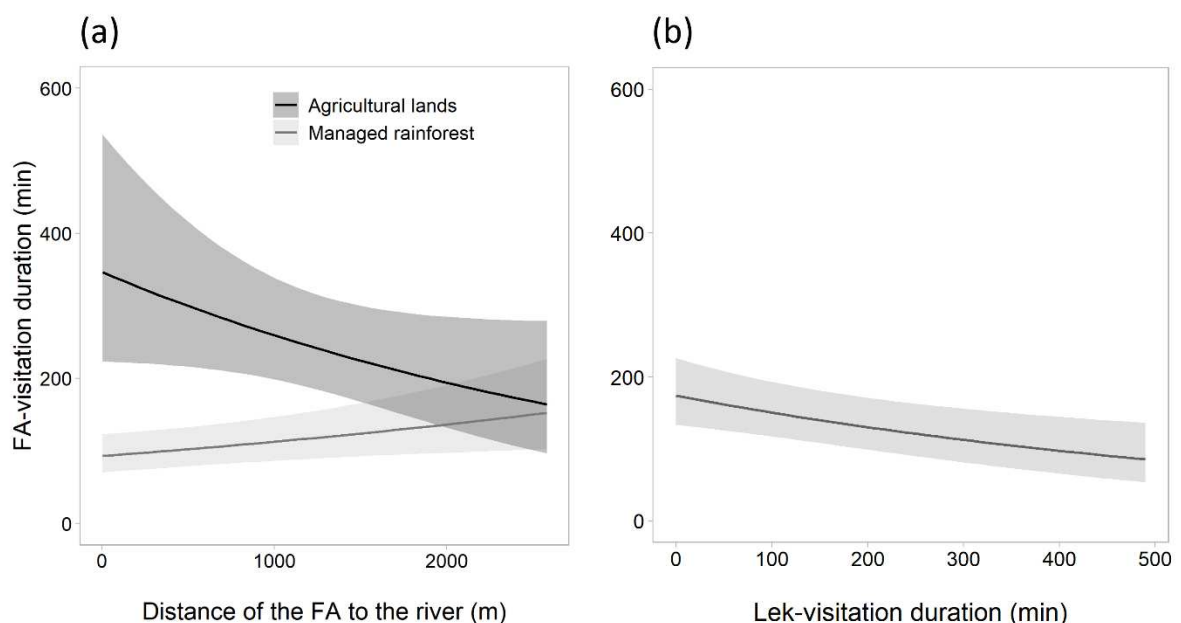 (a)
FA-visitation duration (min)
600
400
200
0
Agricultural lands
Managed rainforest
0
1000
2000
Distance of the FA to the river (m)
(b)
600
400
200
0
0
100
200
300
400
500
Lek-visitation duration (min)